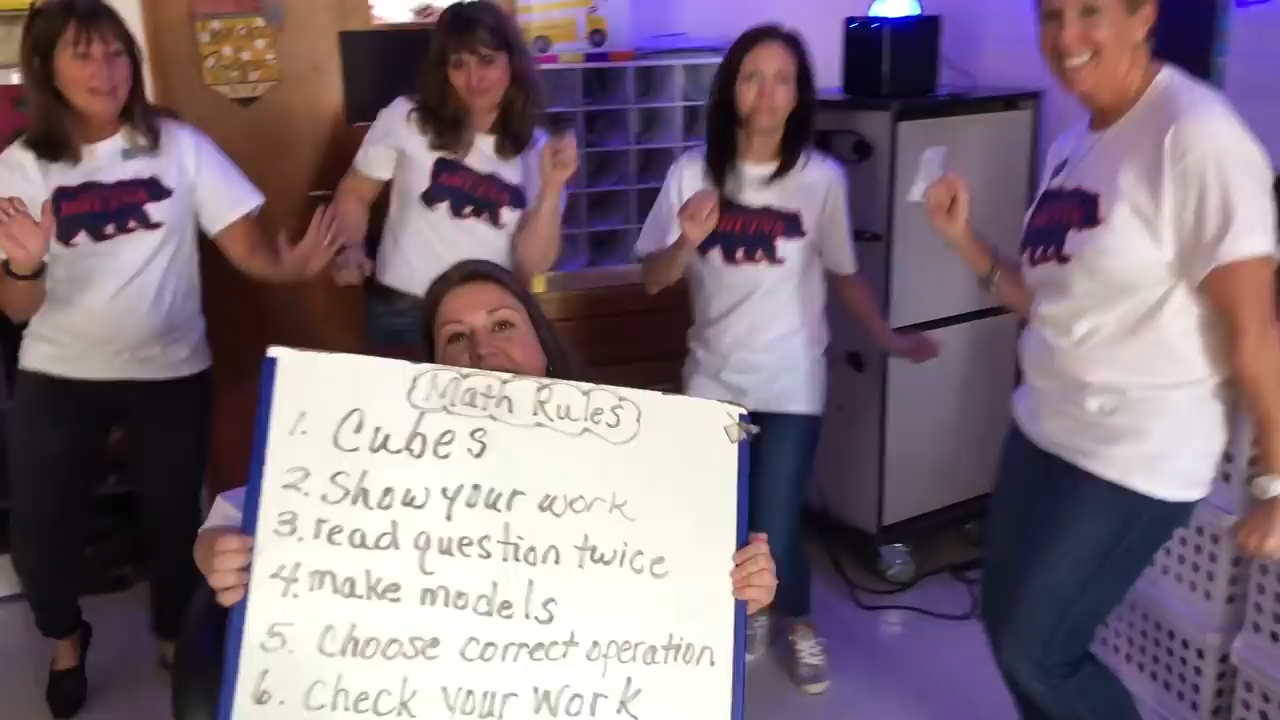 Math Rules
1. Cubes
2. Show your work
3. read question twice
4. make models
5. Choose correct operation
6. Check your work